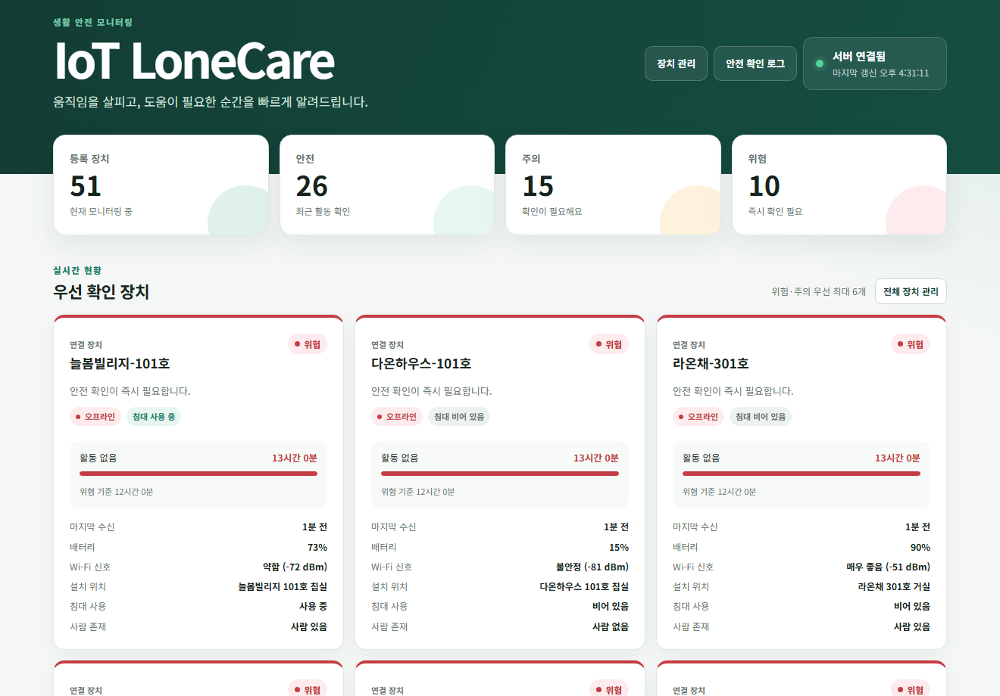 생활 안전 모니터링
IoT LoneCare
움직임을 살피고, 도움이 필요한 순간을 빠르게 알려드립니다.
장치 관리
안전 확인 로그
서버 연결됨
마지막 갱신 오후 4:31:11
등록 장치
51
현재 모니터링 중
안전
26
최근 활동 확인
주의
15
확인이 필요해요
위험
10
즉시 확인 필요
실시간 현황
우선 확인 장치
위험·주의 우선 최대 6개
전체 장치 관리
연결 장치
위험
늘봄빌리지-101호
안전 확인이 즉시 필요합니다.
오프라인
침대 사용 중
활동 없음
13시간 0분
위험 기준 12시간 0분
마지막 수신
1분 전
배터리
73%
Wi-Fi 신호
약함 (-72 dBm)
설치 위치
늘봄빌리지 101호 침실
침대 사용
사용 중
사람 존재
사람 있음
연결 장치
위험
다온하우스-101호
안전 확인이 즉시 필요합니다.
오프라인
침대 비어 있음
활동 없음
13시간 0분
위험 기준 12시간 0분
마지막 수신
1분 전
배터리
15%
Wi-Fi 신호
불안정 (-81 dBm)
설치 위치
다온하우스 101호 침실
침대 사용
비어 있음
사람 존재
사람 없음
연결 장치
위험
라온채-301호
안전 확인이 즉시 필요합니다.
오프라인
침대 비어 있음
활동 없음
13시간 0분
위험 기준 12시간 0분
마지막 수신
1분 전
배터리
90%
Wi-Fi 신호
매우 좋음 (-51 dBm)
설치 위치
라온채 301호 거실
침대 사용
비어 있음
사람 존재
사람 있음
연결 장치
위험
연결 장치
위험
연결 장치
위험